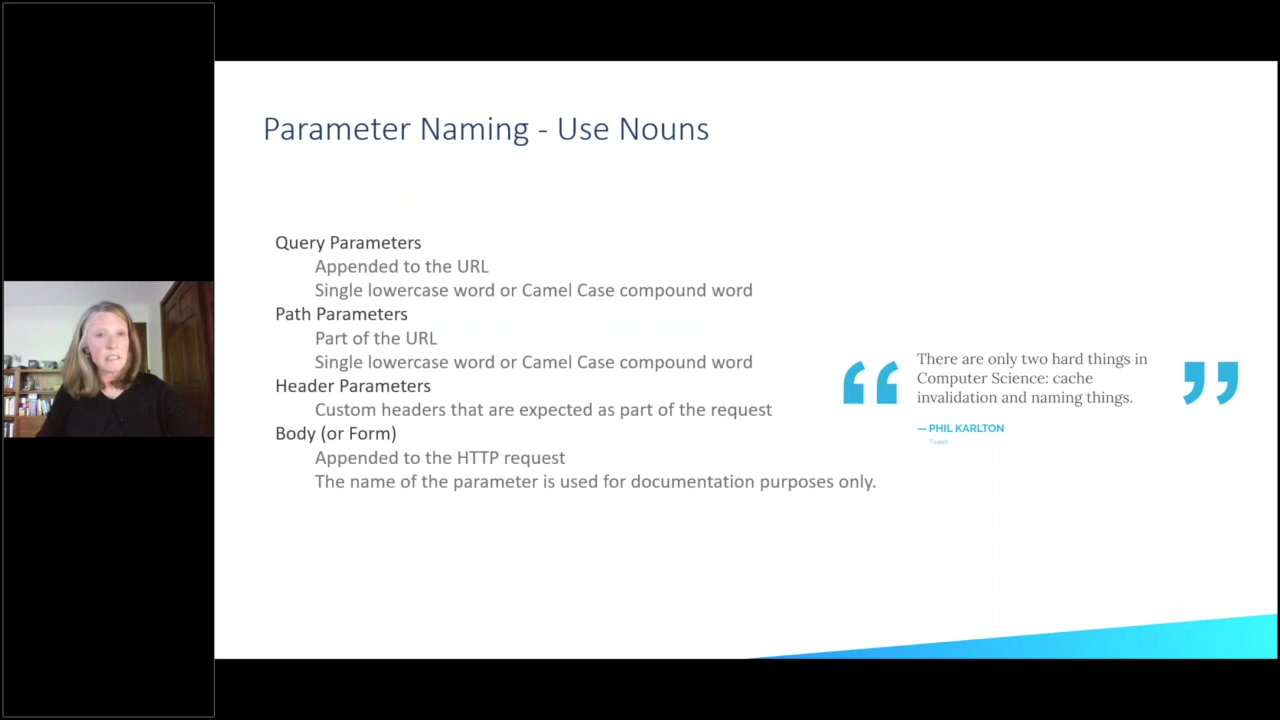 Parameter Naming - Use Nouns
Query Parameters
Appended to the URL
Single lowercase word or Camel Case compound word
Path Parameters
Part of the URL
Single lowercase word or Camel Case compound word
Header Parameters
Custom headers that are expected as part of the request
Body (or Form)
Appended to the HTTP request
The name of the parameter is used for documentation purposes only.
“
There are only two hard things in
Computer Science: cache
invalidation and naming things.
”
— PHIL KARLTON
Tweet